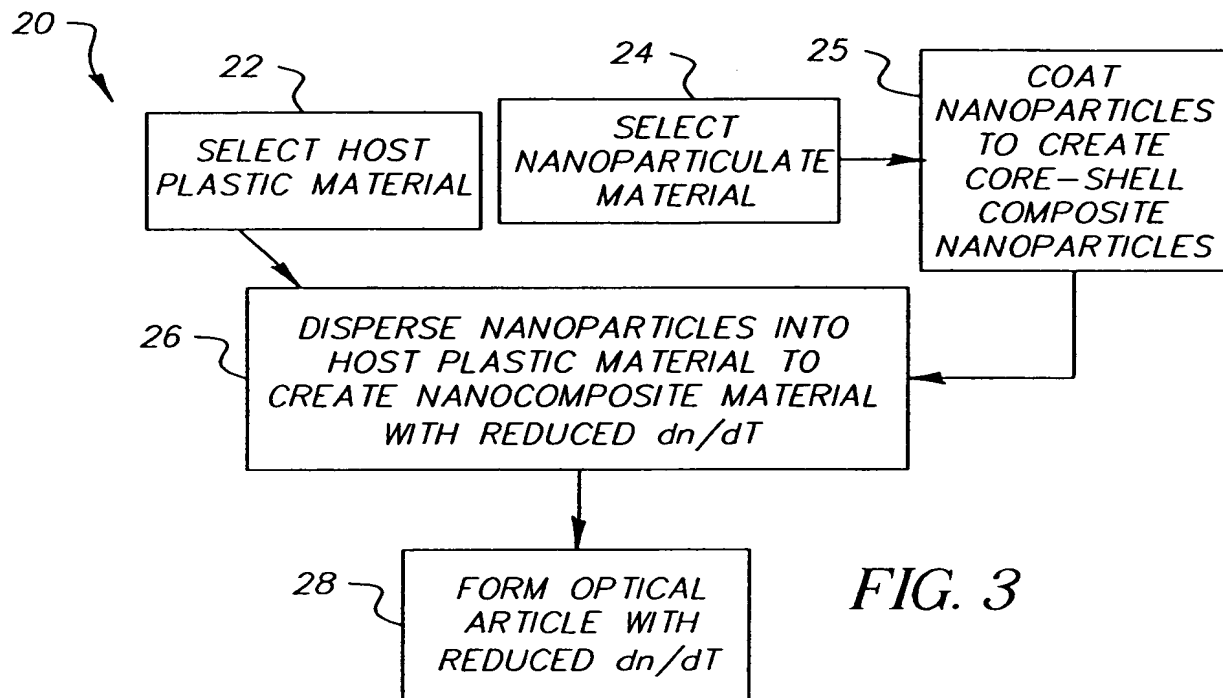 20
22
SELECT HOST
PLASTIC MATERIAL
24
SELECT
NANOPARTICULATE
MATERIAL
25
COAT
NANOPARTICLES
TO CREATE
CORE-SHELL
COMPOSITE
NANOPARTICLES
26
DISPERSE NANOPARTICLES INTO
HOST PLASTIC MATERIAL TO
CREATE NANOCOMPOSITE MATERIAL
WITH REDUCED dn/dT
28
FORM OPTICAL
ARTICLE WITH
REDUCED dn/dT
FIG. 3